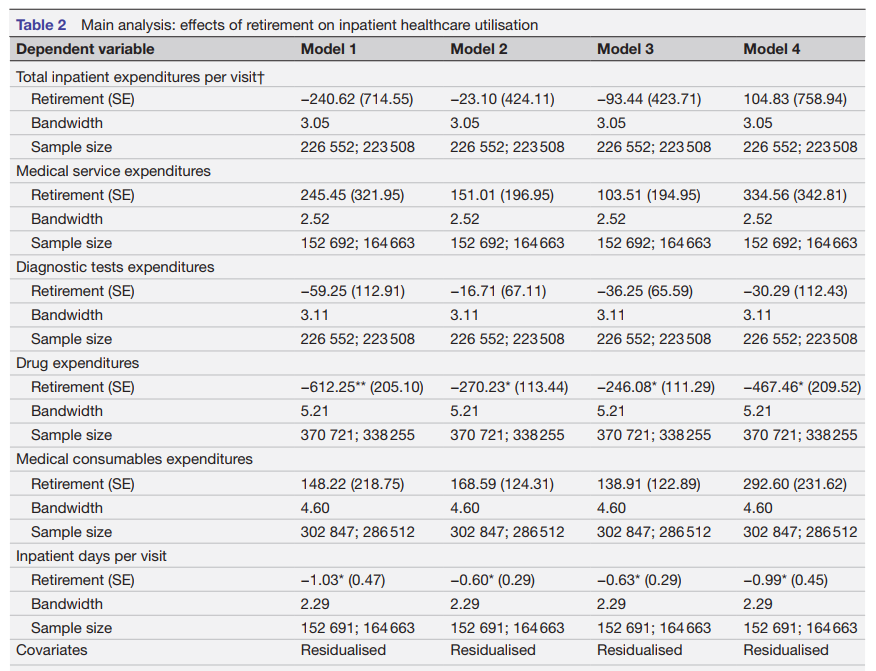 Table 2 Main analysis: effects of retirement on inpatient healthcare utilisation
Dependent variable Model 1 Model 2 Model 3 Model 4
Total inpatient expenditures per visit†
Retirement (SE) −240.62 (714.55) −23.10 (424.11) −93.44 (423.71) 104.83 (758.94)
Bandwidth 3.05 3.05 3.05 3.05
Sample size 226 552; 223 508 226 552; 223 508 226 552; 223 508 226 552; 223 508
Medical service expenditures
Retirement (SE) 245.45 (321.95) 151.01 (196.95) 103.51 (194.95) 334.56 (342.81)
Bandwidth 2.52 2.52 2.52 2.52
Sample size 152 692; 164 663 152 692; 164 663 152 692; 164 663 152 692; 164 663
Diagnostic tests expenditures
Retirement (SE) −59.25 (112.91) −16.71 (67.11) −36.25 (65.59) −30.29 (112.43)
Bandwidth 3.11 3.11 3.11 3.11
Sample size 226 552; 223 508 226 552; 223 508 226 552; 223 508 226 552; 223 508
Drug expenditures
Retirement (SE) −612.25** (205.10) −270.23* (113.44) −246.08* (111.29) −467.46* (209.52)
Bandwidth 5.21 5.21 5.21 5.21
Sample size 370 721; 338 255 370 721; 338 255 370 721; 338 255 370 721; 338 255
Medical consumables expenditures
Retirement (SE) 148.22 (218.75) 168.59 (124.31) 138.91 (122.89) 292.60 (231.62)
Bandwidth 4.60 4.60 4.60 4.60
Sample size 302 847; 286 512 302 847; 286 512 302 847; 286 512 302 847; 286 512
Inpatient days per visit
Retirement (SE) −1.03* (0.47) −0.60* (0.29) −0.63* (0.29) −0.99* (0.45)
Bandwidth 2.29 2.29 2.29 2.29
Sample size 152 691; 164 663 152 691; 164 663 152 691; 164 663 152 691; 164 663
Covariates Residualised Residualised Residualised Residualised